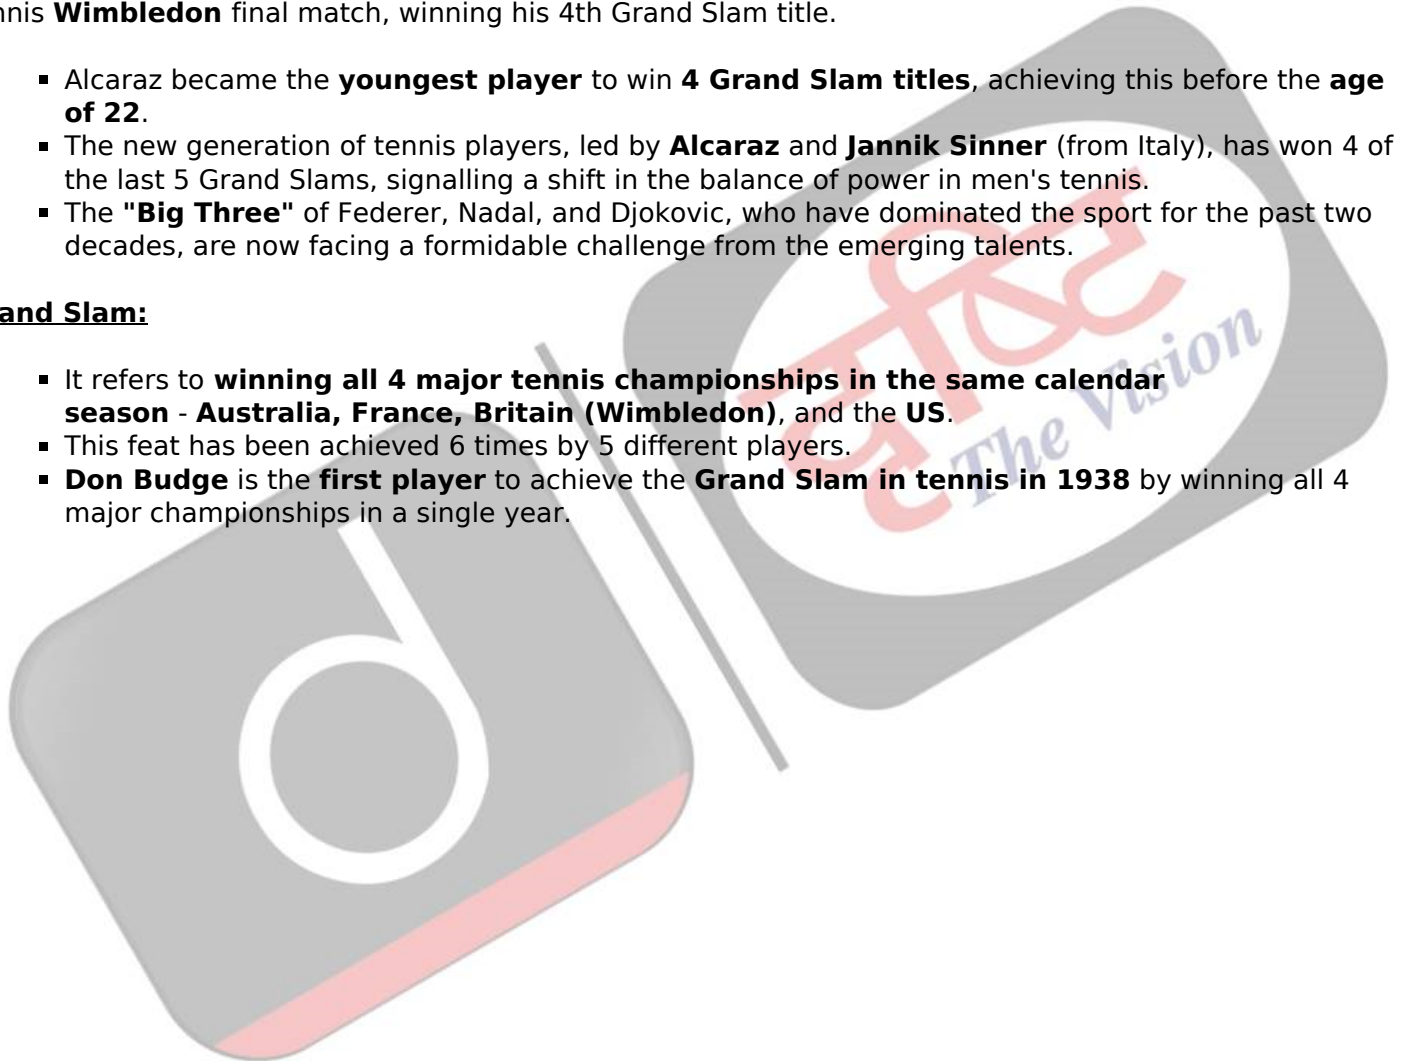 nnis Wimbledon final match, winning his 4th Grand Slam title.
▪ Alcaraz became the youngest player to win 4 Grand Slam titles, achieving this before the age
of 22.
▪ The new generation of tennis players, led by Alcaraz and Jannik Sinner (from Italy), has won 4 of
the last 5 Grand Slams, signalling a shift in the balance of power in men's tennis.
▪ The "Big Three" of Federer, Nadal, and Djokovic, who have dominated the sport for the past two
decades, are now facing a formidable challenge from the emerging talents.
and Slam:
▪ It refers to winning all 4 major tennis championships in the same calendar
season - Australia, France, Britain (Wimbledon), and the US.
▪ This feat has been achieved 6 times by 5 different players.
▪ Don Budge is the first player to achieve the Grand Slam in tennis in 1938 by winning all 4
major championships in a single year.
d
दृष्टि
The Vision